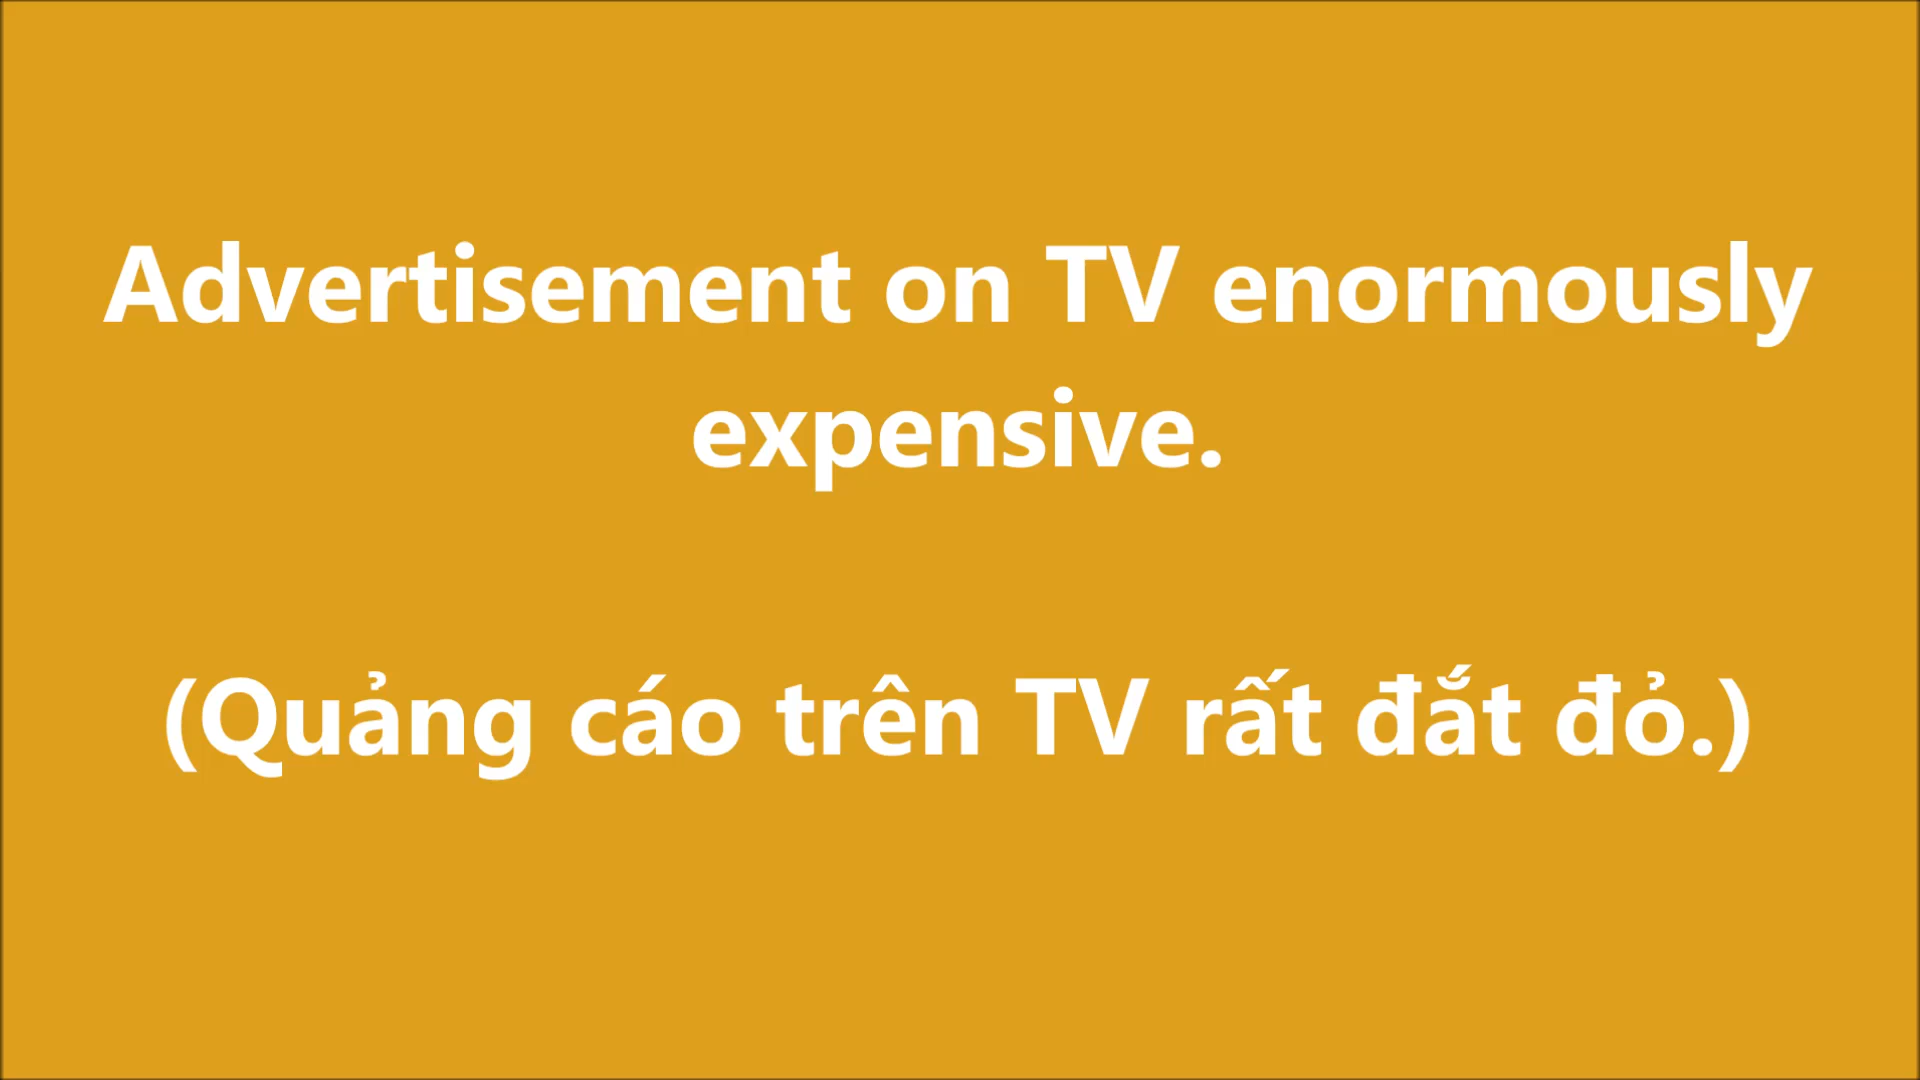 Advertisement on TV enormously
expensive.
(Quảng cáo trên TV rất đắt đỏ.)